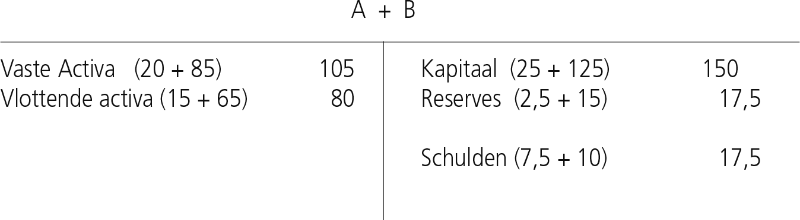 A + B
Vaste Activa (20 + 85) 105 Kapitaal (25 + 125) 150
Vlottende activa (15 + 65) 80 Reserves (2,5 + 15) 17,5
Schulden (7,5 + 10) 17,5